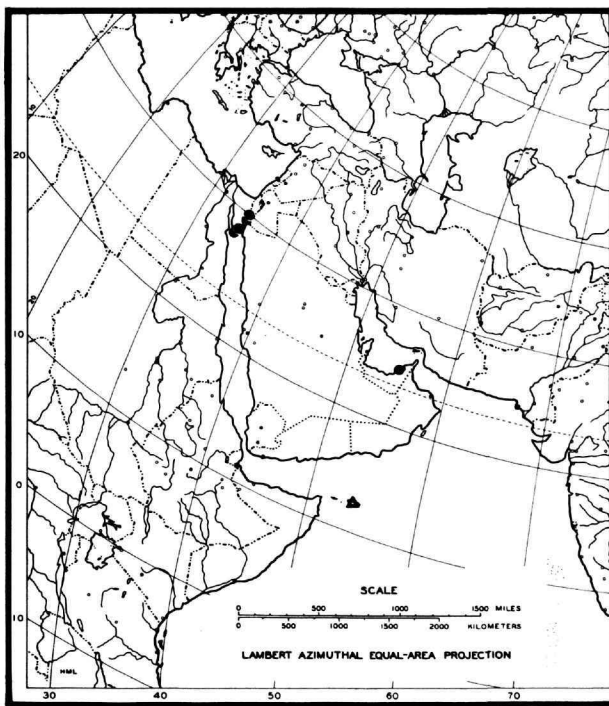 20
10
0
10
HML
SCALE
0 500 1000 1500 MILES
0 500 1000 1500 2000 KILOMETERS
LAMBERT AZIMUTHAL EQUAL-AREA PROJECTION
30 40 50 60 70